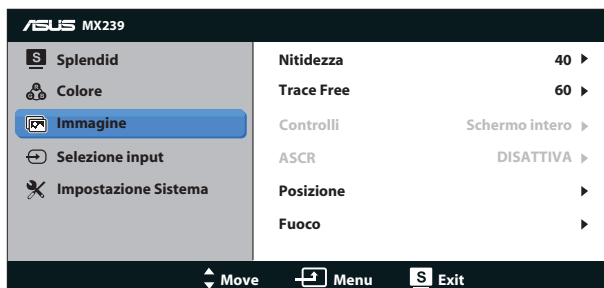 ASUS MX239
S Splendid
Colore
Immagine
Selezione input
Impostazione Sistema
Nitidezza 40
Trace Free 60
Controlli Schermo intero
ASCR DISATTIVA
Posizione
Fuoco
Move Menu S Exit